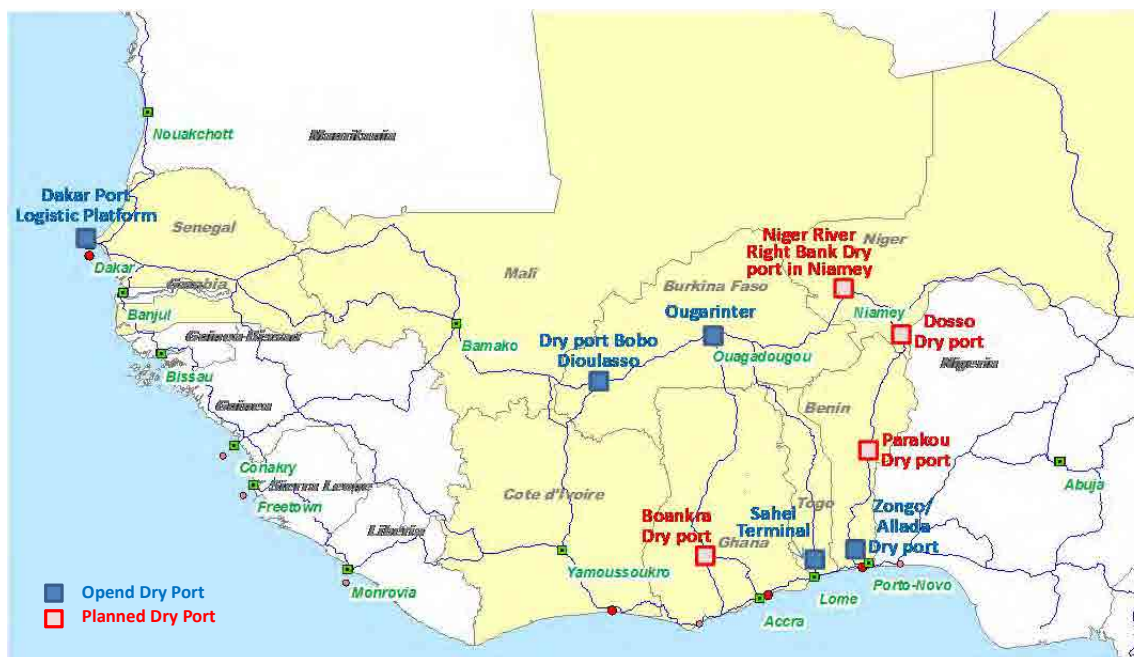 Nouakchott
Mauritania
Dakar Port
Logistic Platform
Senegal
Dakar
Gambia
Banjul
Guinea-Bissau
Bissau
Guinea
Conakry
Sierra Leone
Freetown
Liberia
Monrovia
Mali
Bamako
Niger River
Right Bank Dry
port in Niamey
Niger
Burkina Faso
Niamey
Ougarinter
Ouagadougou
Dry port Bobo
Dioulasso
Dosso
Dry port
Nigeria
Benin
Parakou
Dry port
Abuja
Cote d'Ivoire
Yamoussoukro
Boankra
Dry port
Ghana
Sahel
Terminal
Togo
Zongo/
Allada
Dry port
Porto-Novo
Lome
Accra
Opend Dry Port
Planned Dry Port